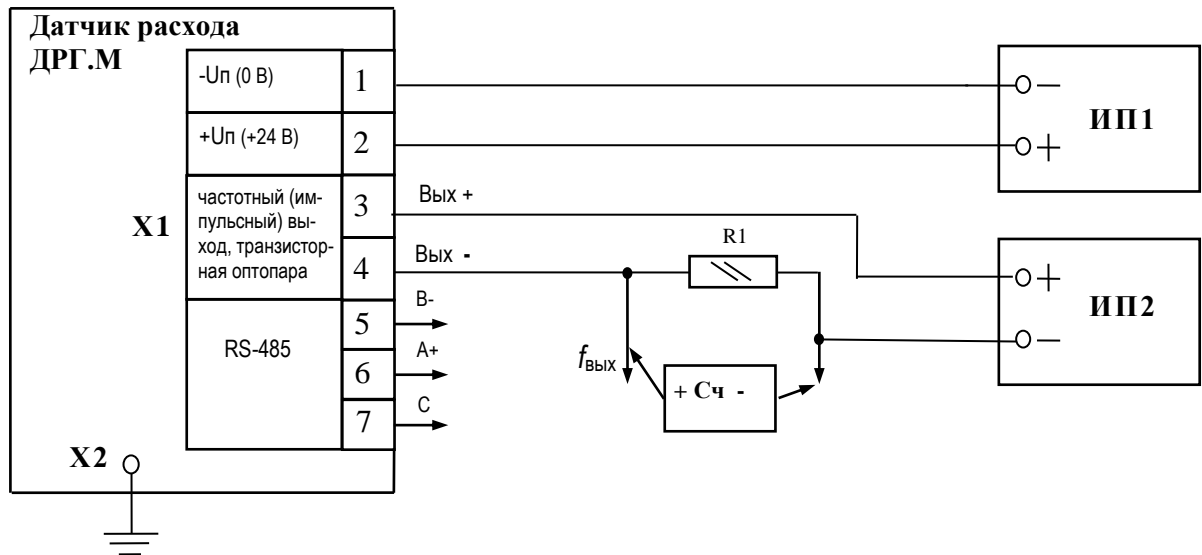 Датчик расхода
ДРГ.М
-Uп (0 В)
1
+Uп (+24 В)
2
частотный (им-
пульсный) вы-
ход, транзистор-
ная оптопара
3
4
RS-485
5
6
7
X1
X2
Вых +
Вых -
B-
A+
C
R1
fвых
+ Сч -
−
+
ИП1
+
−
ИП2